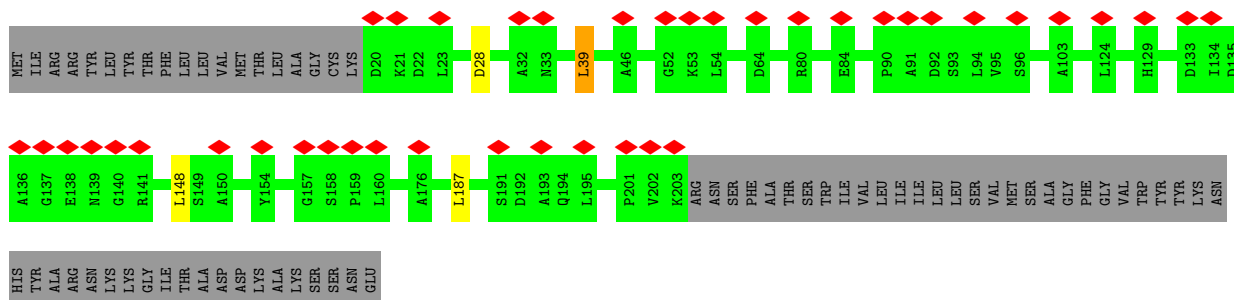 MET ILE ARG ARG TYR LEU TYR THR PHE LEU LEU VAL MET THR LEU ALA GLY CYS LYS D20 K21 D22 L23 D28 A32 N33 L39 A46 G52 K53 L54 D64 R80 E84 P90 A91 D92 S93 L94 V95 S96 A103 L124 H129 D133 I134 D135
A136 G137 E138 N139 G140 R141 L148 S149 A150 Y154 G157 S158 P159 L160 A176 L187 S191 D192 A193 Q194 L195 P201 V202 K203 ARG ASN SER PHE ALA THR SER TRP ILE VAL LEU ILE ILE LEU LEU SER VAL MET SER ALA GLY PHE GLY VAL TRP TYR TYR LYS ASN
HIS TYR ALA ARG ASN LYS LYS GLY ILE THR ALA ASP ASP LYS ALA LYS SER SER ASN GLU